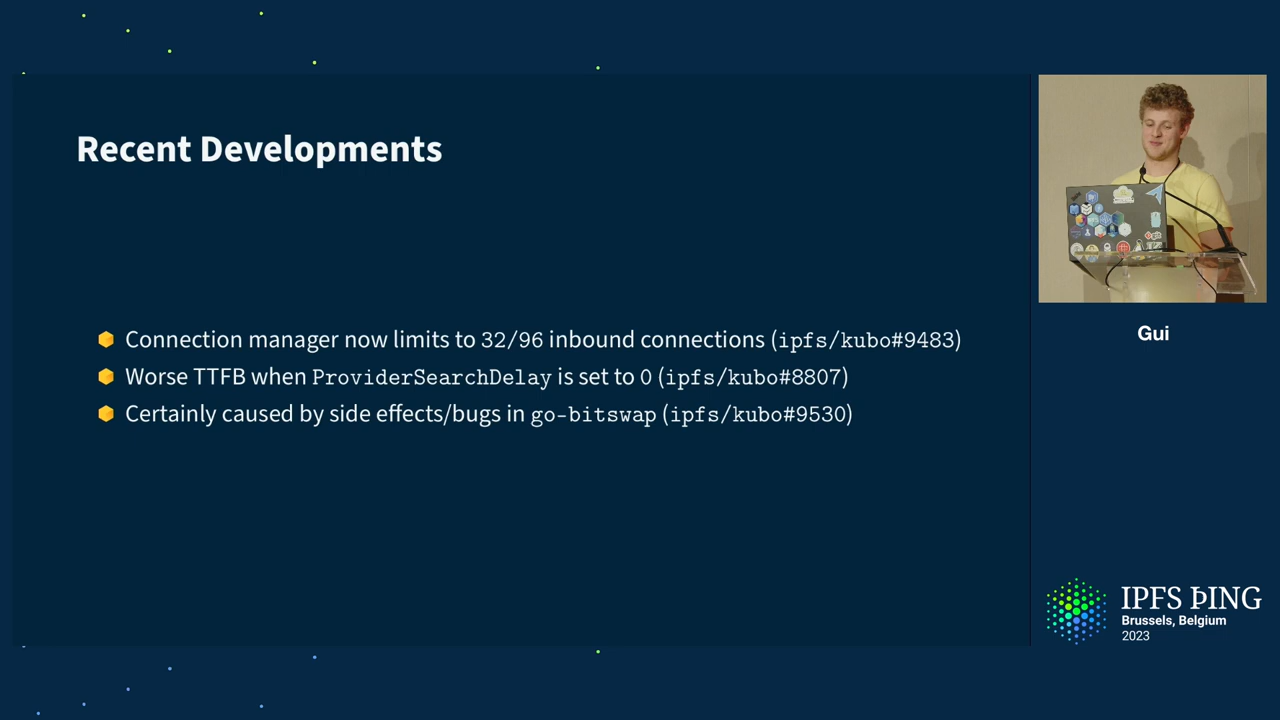 Recent Developments
Connection manager now limits to 32/96 inbound connections (ipfs/kubo#9483)
Worse TTFB when ProviderSearchDelay is set to 0 (ipfs/kubo#8807)
Certainly caused by side effects/bugs in go-bitswap (ipfs/kubo#9530)
Gui
IPFS ÞING
Brussels, Belgium
2023